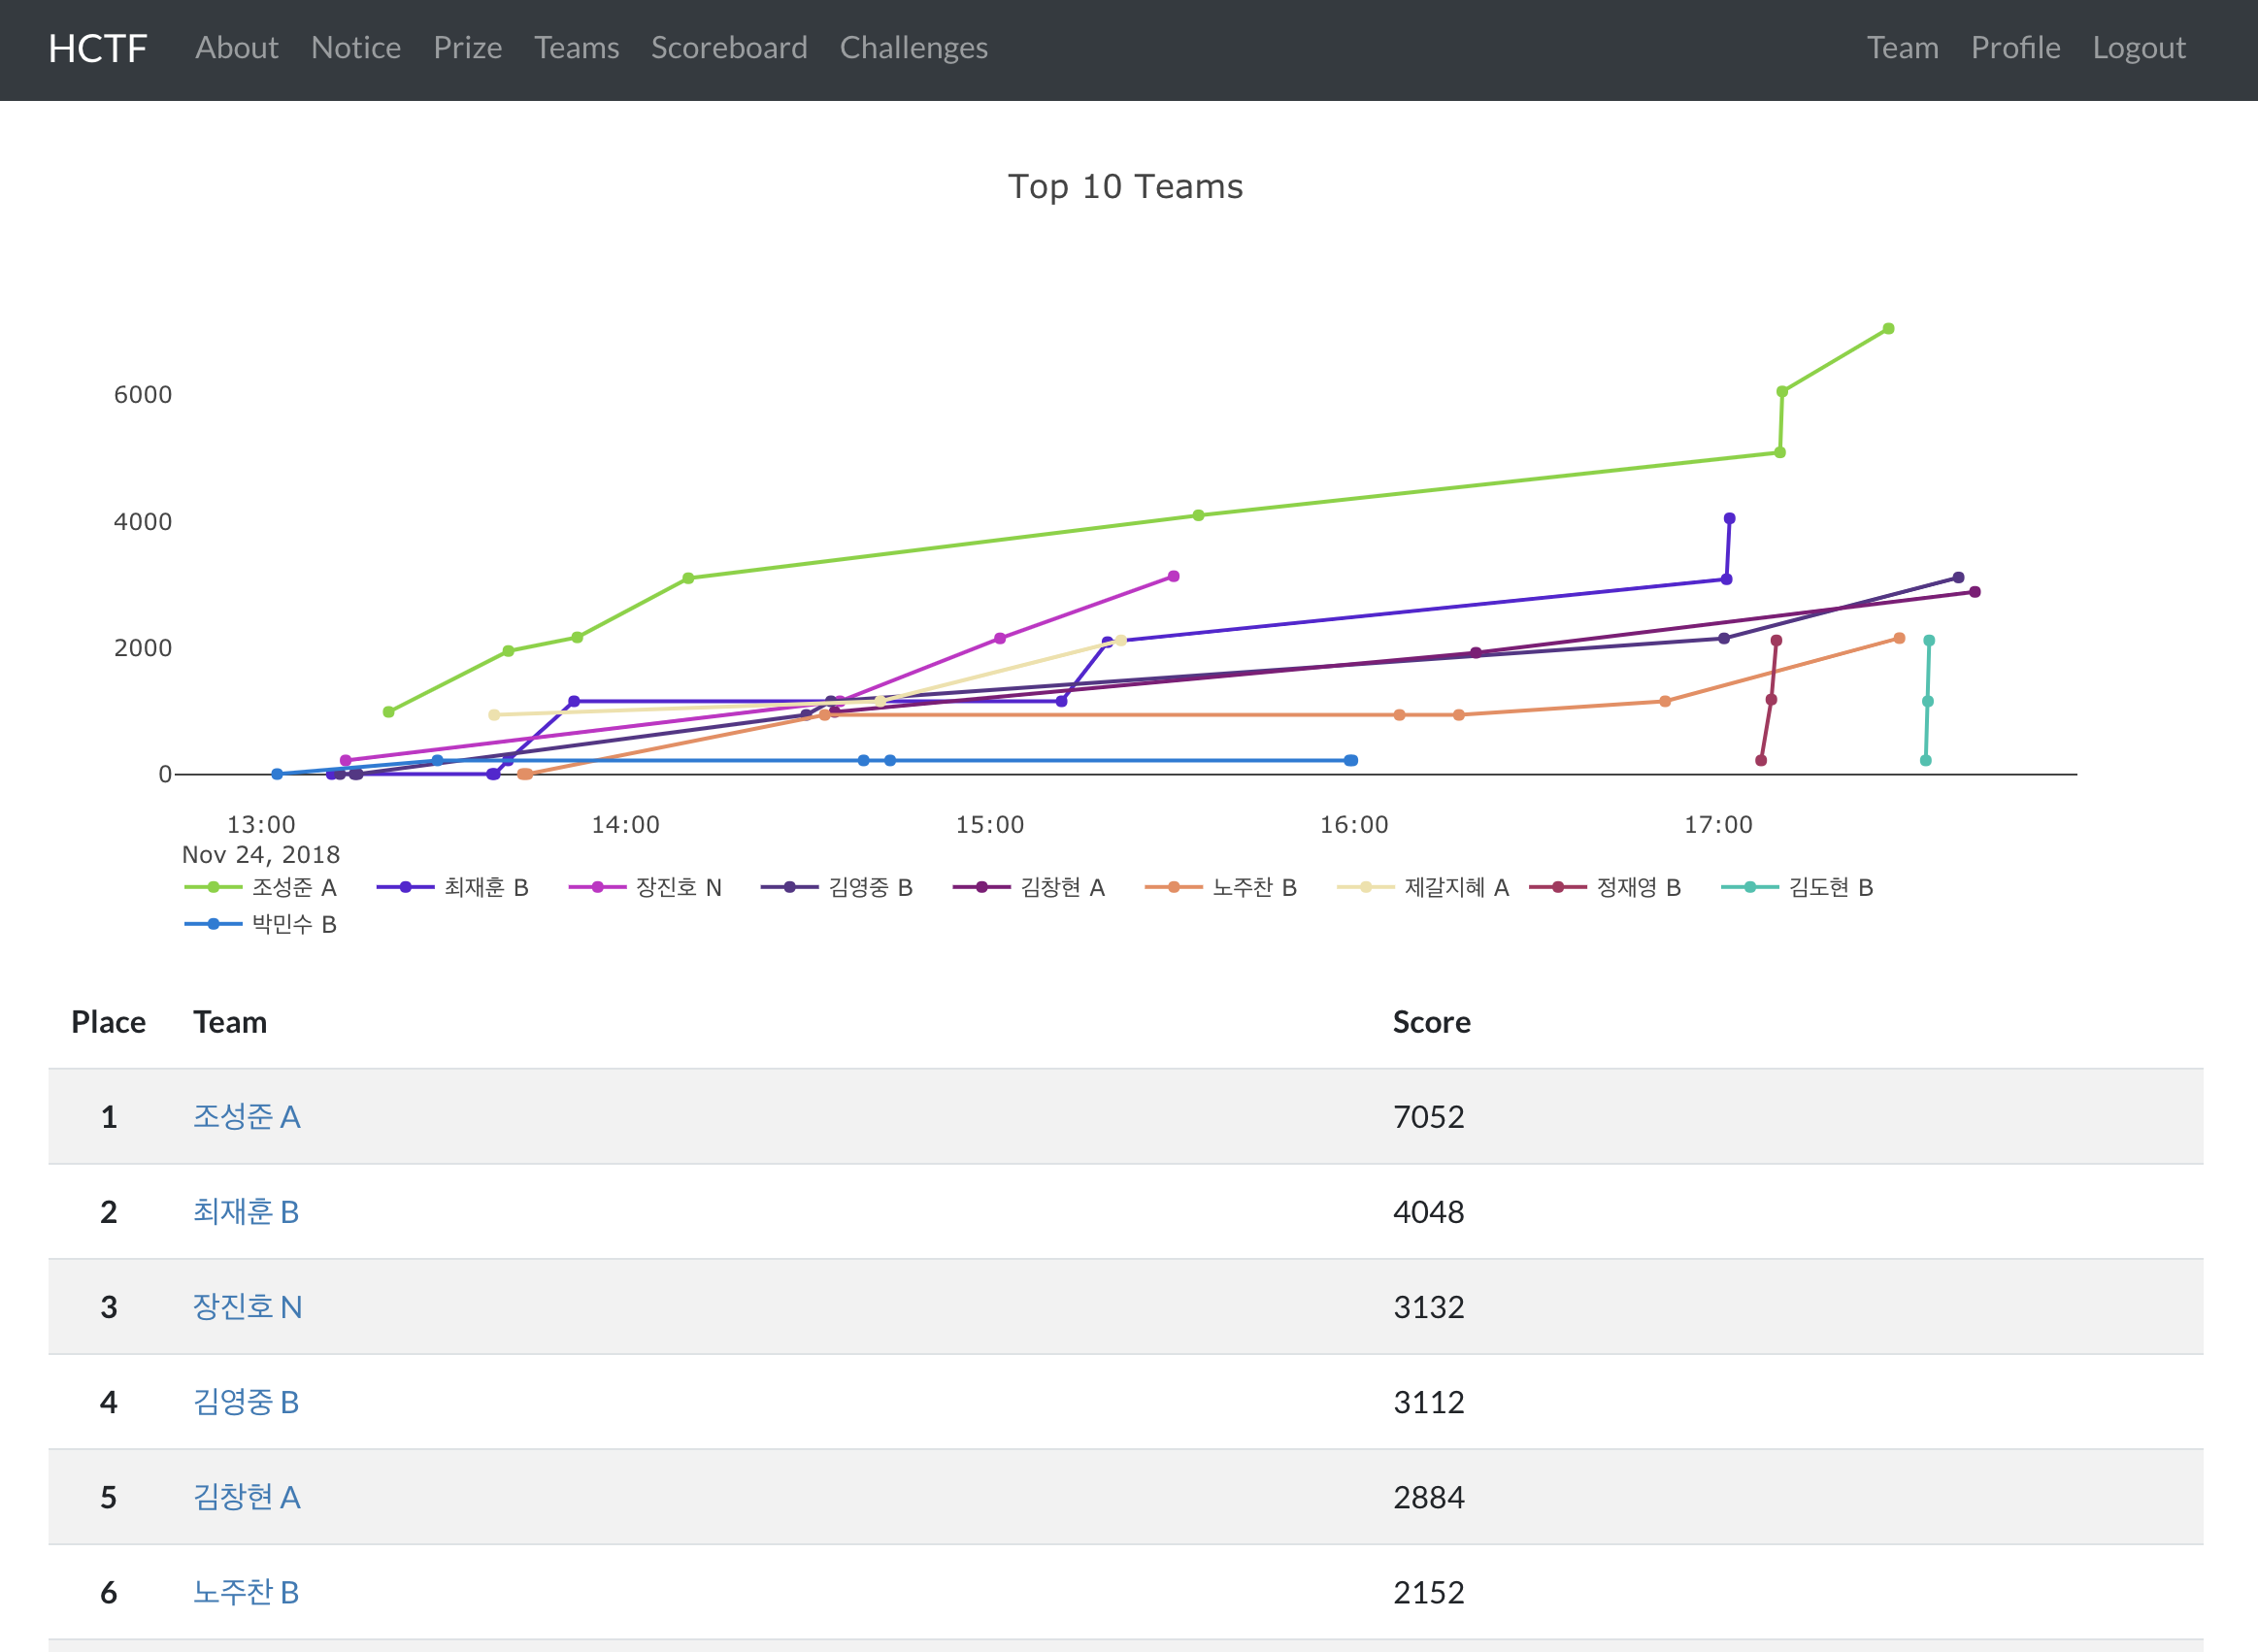 HCTF About Notice Prize Teams Scoreboard Challenges Team Profile Logout
Top 10 Teams
6000
4000
2000
0
13:00 14:00 15:00 16:00 17:00
Nov 24, 2018
조성준 A 최재훈 B 장진호 N 김영중 B 김창현 A 노주찬 B 제갈지혜 A 정재영 B 김도현 B
박민수 B
Place Team Score
1 조성준 A 7052
2 최재훈 B 4048
3 장진호 N 3132
4 김영중 B 3112
5 김창현 A 2884
6 노주찬 B 2152